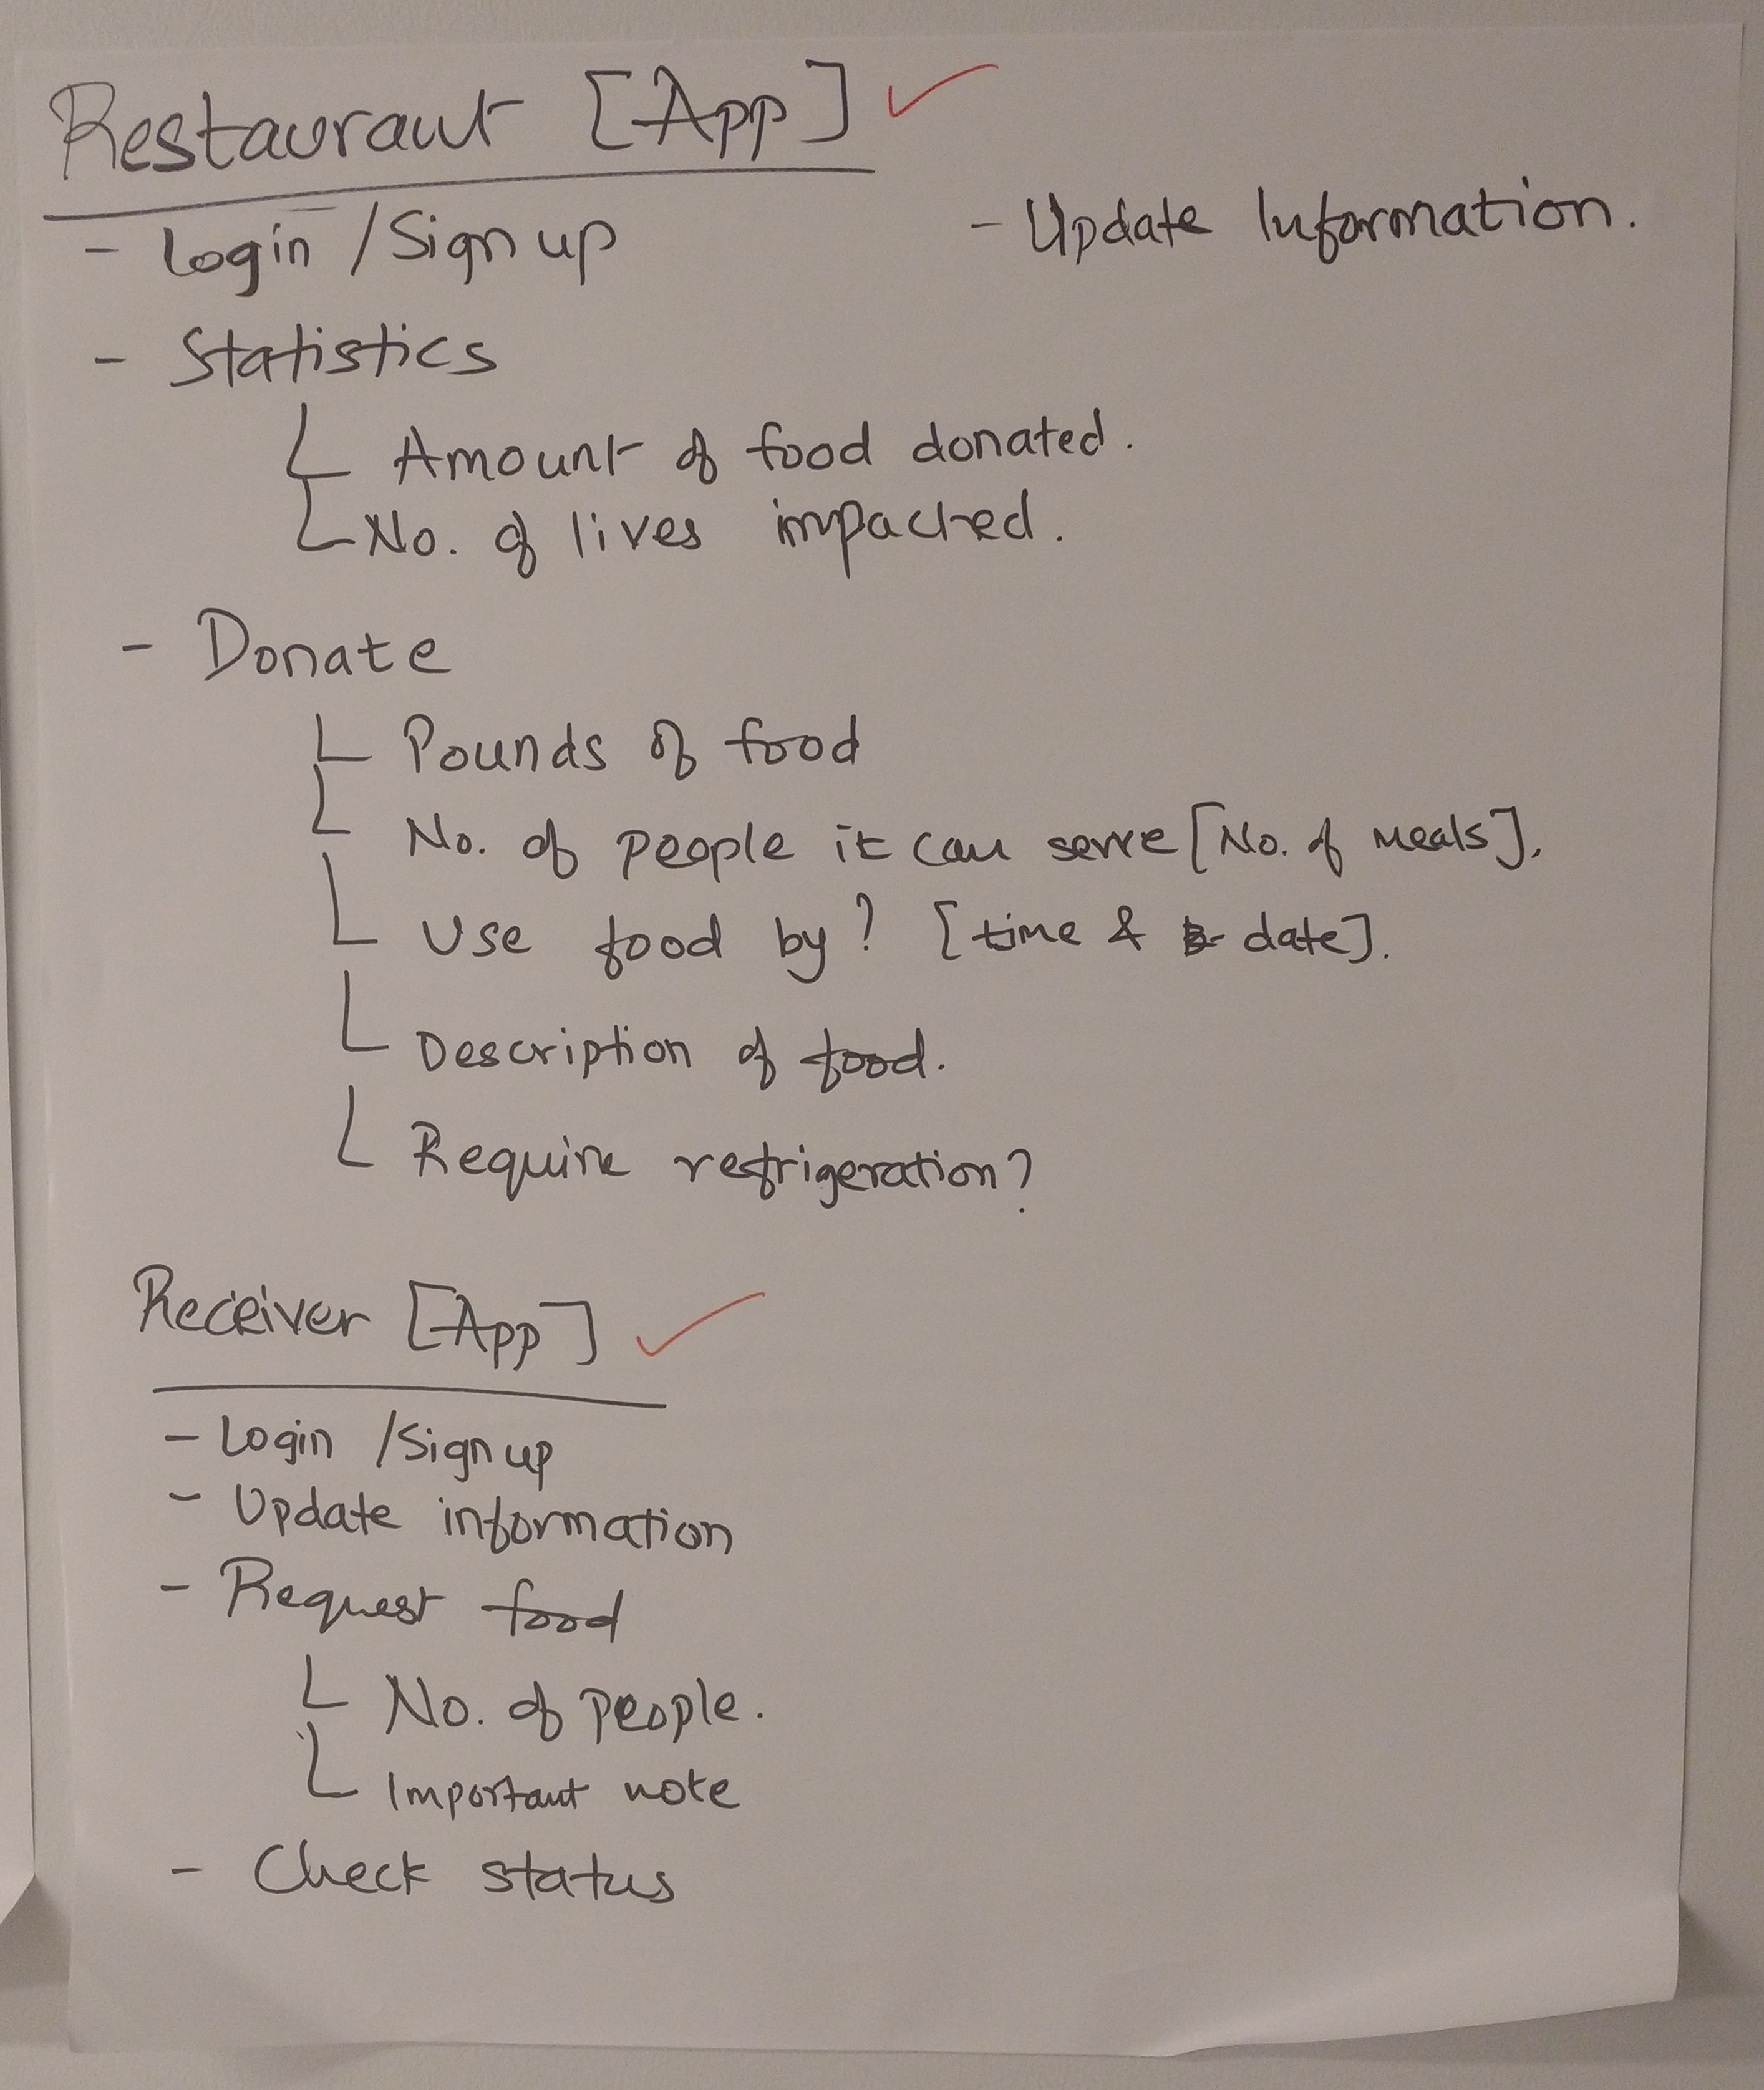 Restaurant [App] ✓
- Login / Sign up
- Update Information.
- Statistics
Amount of food donated.
No. of lives impacted.
- Donate
Pounds of food
No. of people it can serve [No. of meals].
Use food by? [time & date].
Description of food.
Require refrigeration?
Receiver [App] ✓
- Login / Sign up
- Update information
- Request food
No. of people.
Important note
- Check status